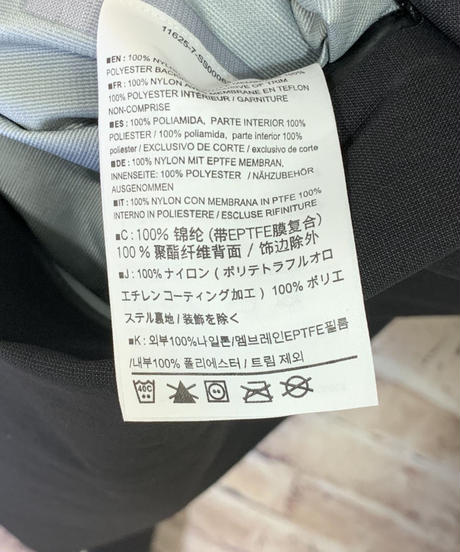 11625-7-SS0006
■EN: 100% NYLON
POLYESTER BACK OF TRIM
■FR: 100% NYLON
100% POLYESTER INTERIEUR / GARNITURE EN TEFLON
NON-COMPRISE
■ES : 100% POLIAMIDA, PARTE INTERIOR 100%
POLIESTER / 100% poliamida, parte interior 100%
poliester / EXCLUSIVO DE CORTE / exclusivo de corte
■DE : 100% NYLON MIT EPTFE MEMBRAN,
INNENSEITE: 100% POLYESTER / NÄHZUBEHÖR
AUSGENOMMEN
■IT : 100% NYLON CON MEMBRANA IN PTFE 100%
INTERNO IN POLIESTERE / ESCLUSE RIFINITURE
■C: 100% 锦纶 (带EPTFE膜复合)
100 % 聚酯纤维背面 / 饰边除外
■J : 100%ナイロン ( ポリテトラフルオロ
エチレンコーティング加工 ) 100% ポリエ
ステル裏地 / 装飾を除く
■K : 외부100%나일론/멤브레인EPTFE필름
/내부100% 폴리에스터 / 트림 제외
40C